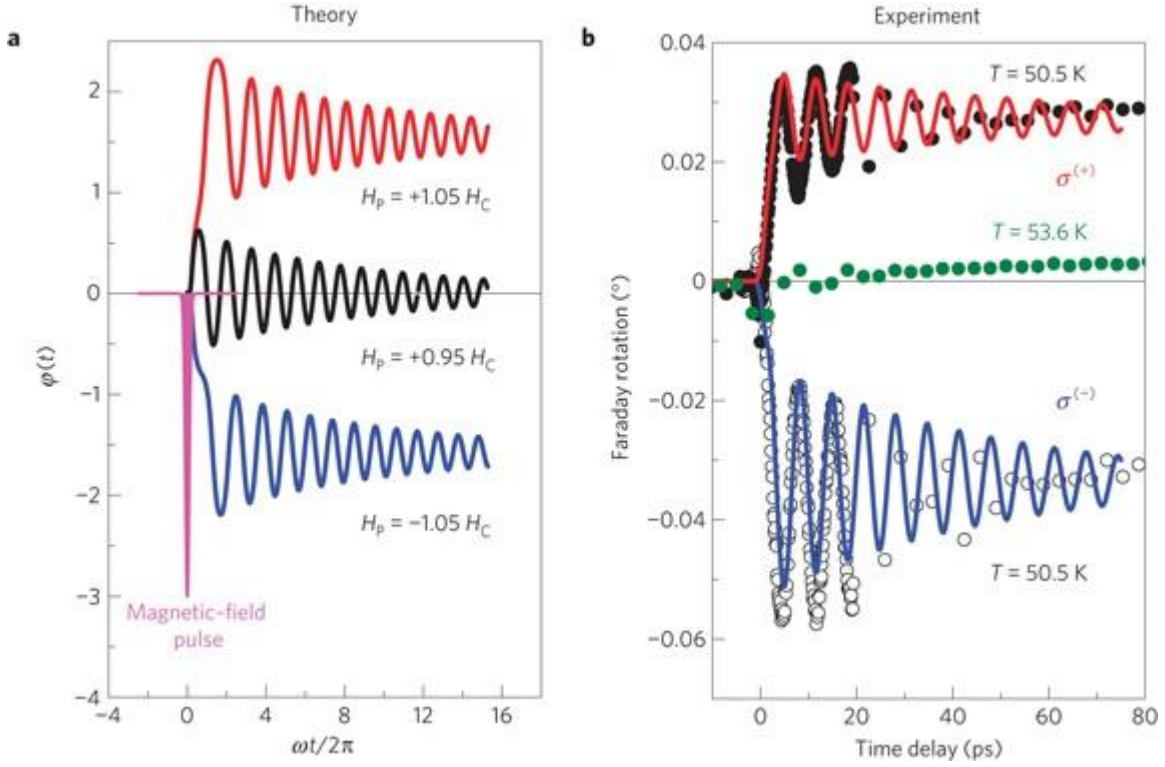 Theory
a
2
1
0
−1
−2
−3
−4
φ(t)
H_P = +1.05 H_C
H_P = +0.95 H_C
H_P = −1.05 H_C
Magnetic-field
pulse
−4 0 4 8 12 16
ωt/2π
Experiment
b
0.04
0.02
0
−0.02
−0.04
−0.06
Faraday rotation (°)
T = 50.5 K
σ(+)
T = 53.6 K
σ(−)
T = 50.5 K
0 20 40 60 80
Time delay (ps)